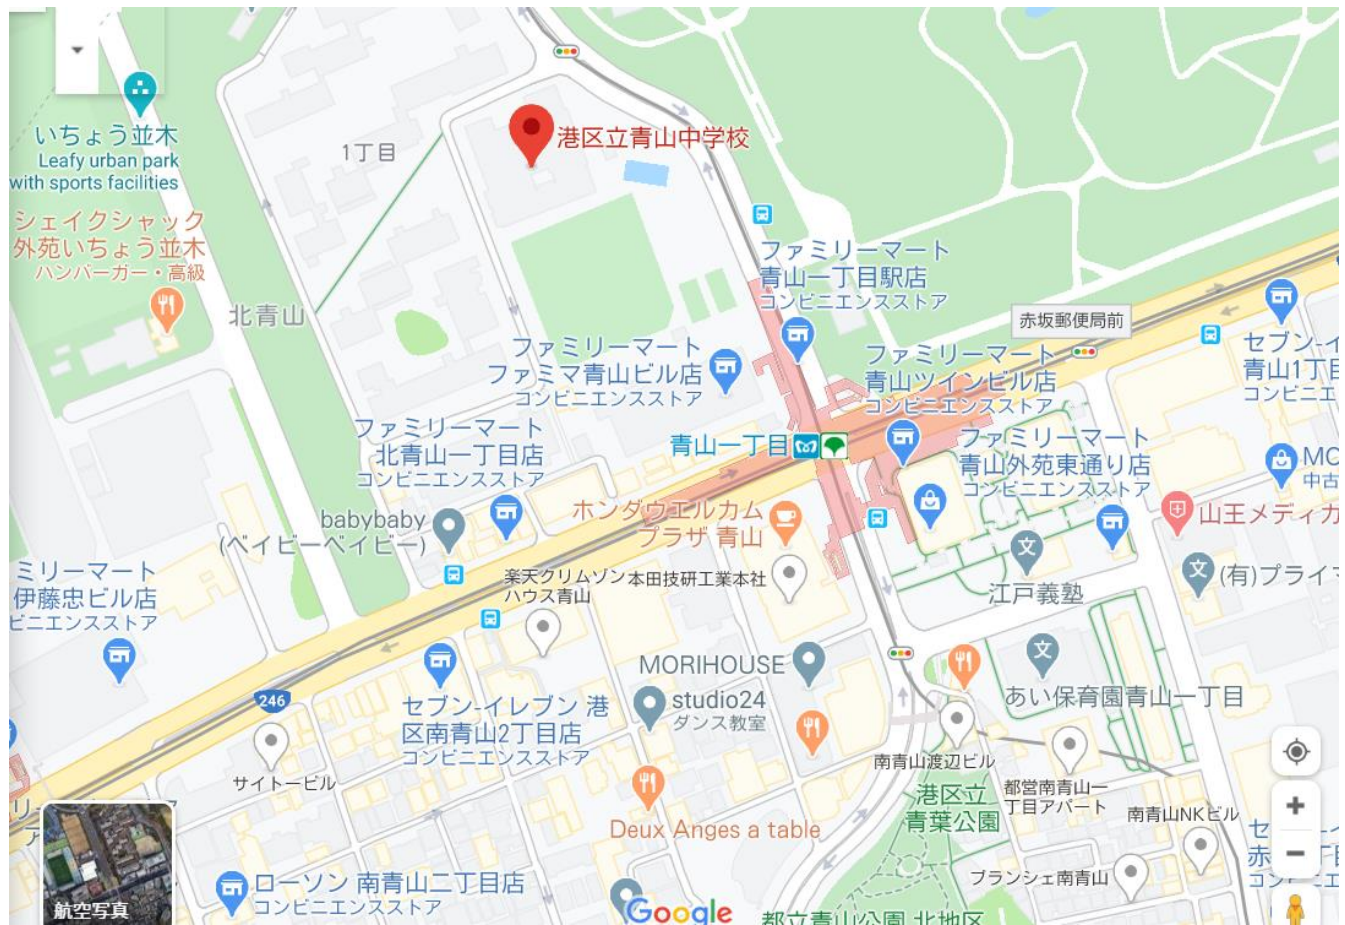 いちょう並木
Leafy urban park
with sports facilities
シェイクシャック
外苑いちょう並木
ハンバーガー・高級
1丁目
港区立青山中学校
北青山
ファミリーマート
青山一丁目駅店
コンビニエンスストア
赤坂郵便局前
ファミリーマート
ファミマ青山ビル店
コンビニエンスストア
ファミリーマート
青山ツインビル店
コンビニエンスストア
セブン-イ
青山1丁目
コンビニエ
ファミリーマート
北青山一丁目店
コンビニエンスストア
青山一丁目
ファミリーマート
青山外苑東通り店
コンビニエンスストア
MO
中古
babybaby
(ベイビーベイビー)
ホンダウエルカム
プラザ 青山
山王メディカ
ミリーマート
伊藤忠ビル店
ビニエンスストア
楽天クリムゾン
ハウス青山
本田技研工業本社
江戸義塾
(有)プライマ
246
セブン-イレブン 港
区南青山2丁目店
コンビニエンスストア
MORIHOUSE
studio24
ダンス教室
あい保育園青山一丁目
サイトービル
南青山渡辺ビル
都営南青山一
丁目アパート
港区立
青葉公園
南青山NKビル
Deux Anges a table
ローソン 南青山二丁目店
コンビニエンスストア
ブランシェ南青山
航空写真
Google
都立青山公園 北地区